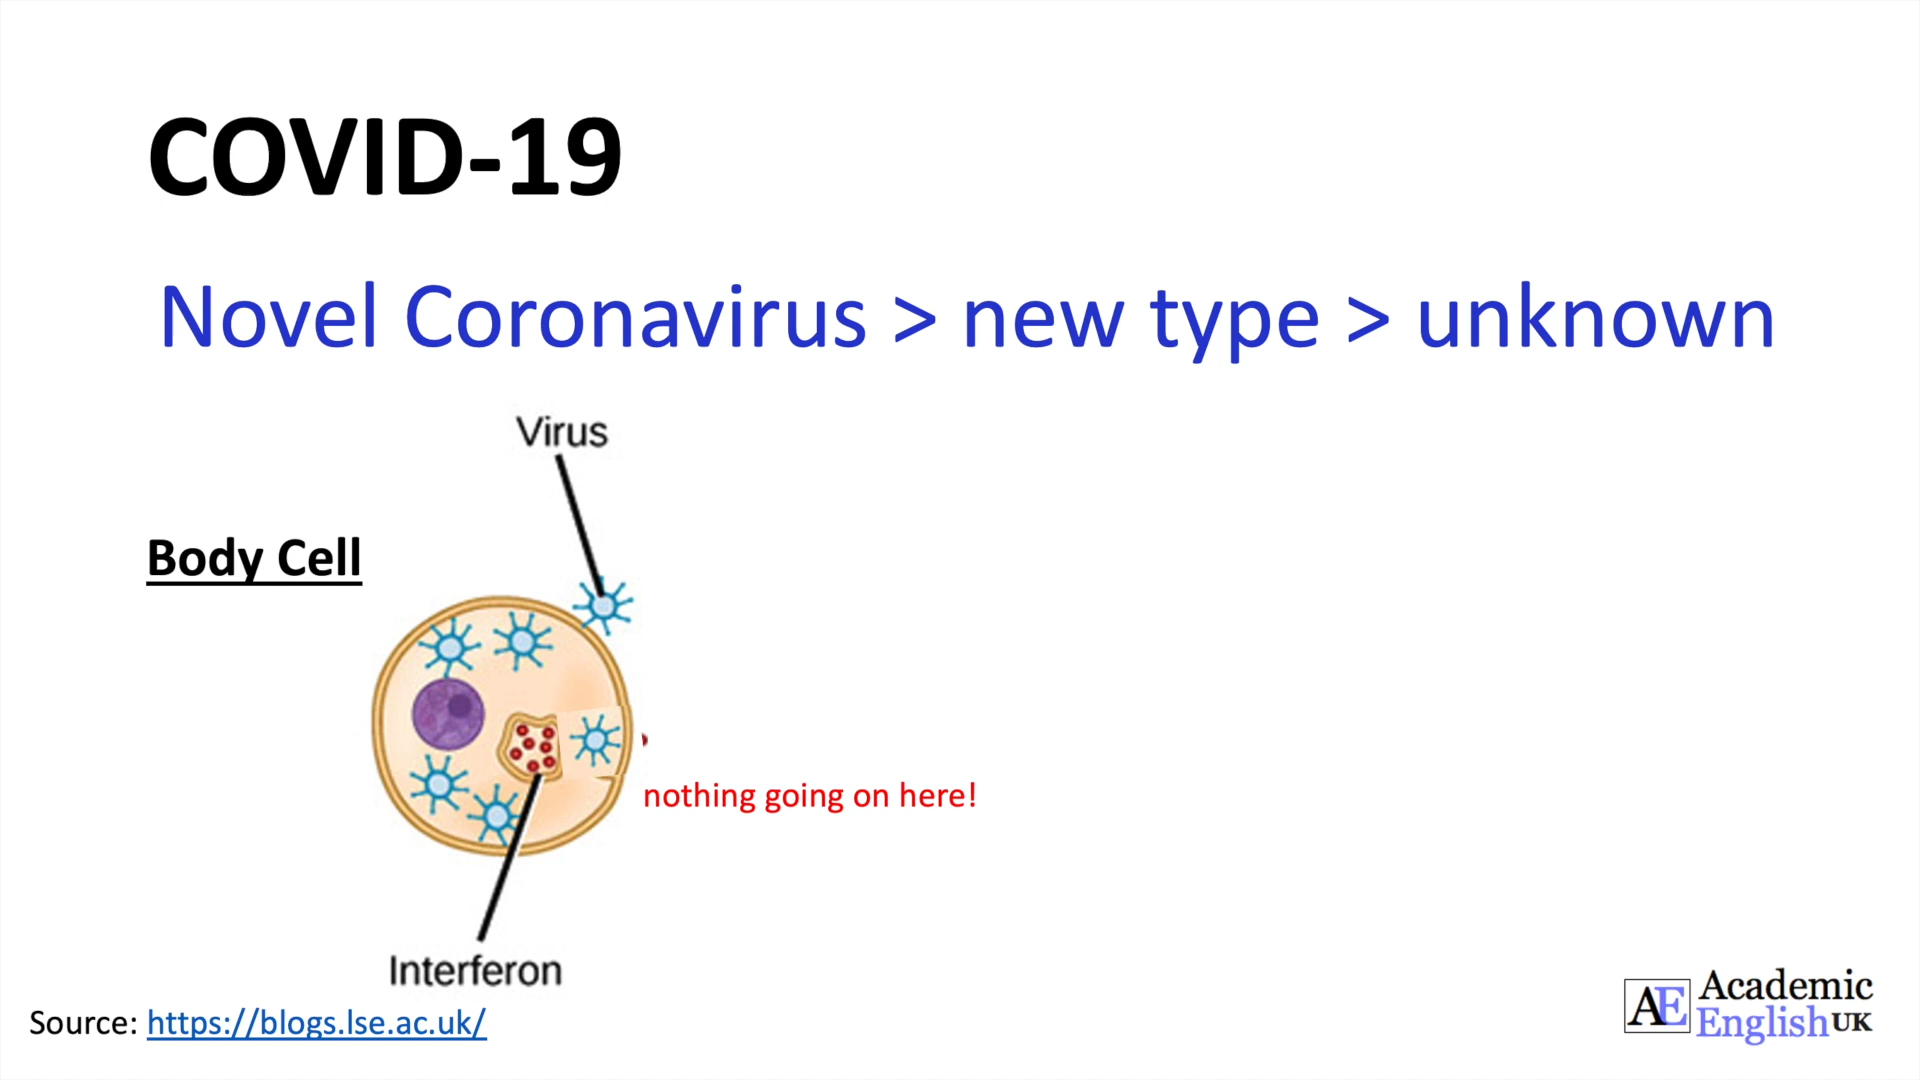 COVID-19
Novel Coronavirus > new type > unknown
Virus
Body Cell
nothing going on here!
Interferon
Source: https://blogs.lse.ac.uk/
AE Academic
English UK